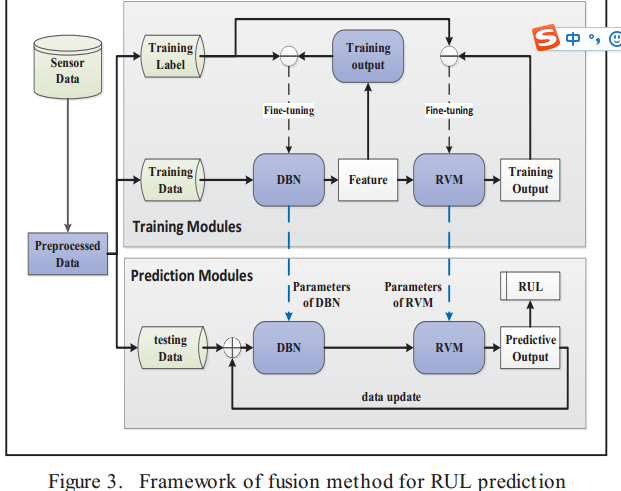 Sensor
Data
Training
Label
Training
output
中
Fine-tuning
Fine-tuning
Training
Data
DBN
Feature
RVM
Training
Output
Training Modules
Preprocessed
Data
Prediction Modules
Parameters
of DBN
Parameters
of RVM
RUL
testing
Data
DBN
RVM
Predictive
Output
data update
Figure 3. Framework of fusion method for RUL prediction